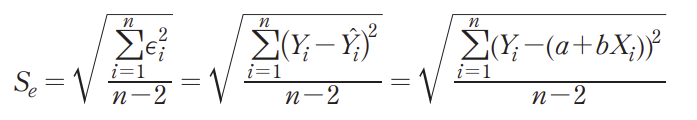 $S_e = \sqrt{\frac{\sum_{i=1}^{n} \epsilon_i^2}{n-2}} = \sqrt{\frac{\sum_{i=1}^{n} (Y_i - \hat{Y_i})^2}{n-2}} = \sqrt{\frac{\sum_{i=1}^{n} (Y_i - (a+bX_i))^2}{n-2}}$